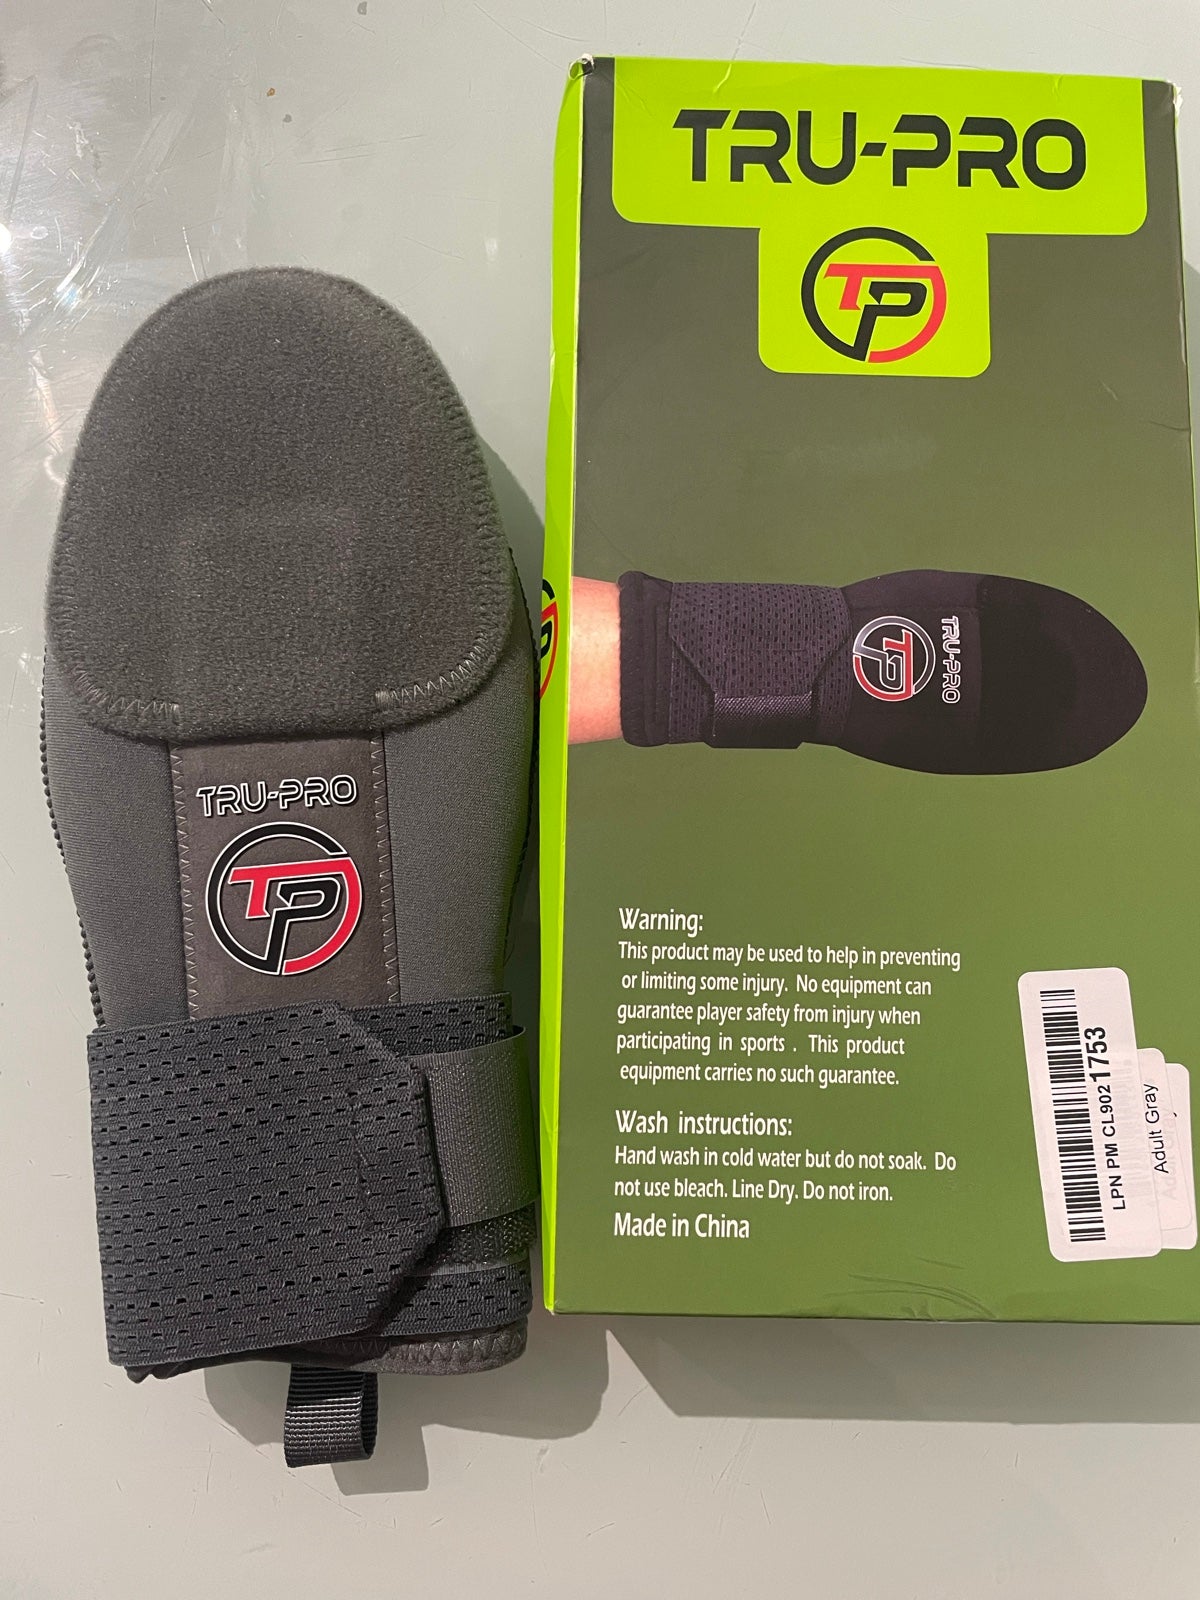 TRU-PRO
TP
TRU-PRO
TP
TP
TRU-PRO
Warning:
This product may be used to help in preventing
or limiting some injury. No equipment can
guarantee player safety from injury when
participating in sports . This product
equipment carries no such guarantee.
Wash instructions:
Hand wash in cold water but do not soak. Do
not use bleach. Line Dry. Do not iron.
Made in China
LPN PM CL9021753
Adult Gray